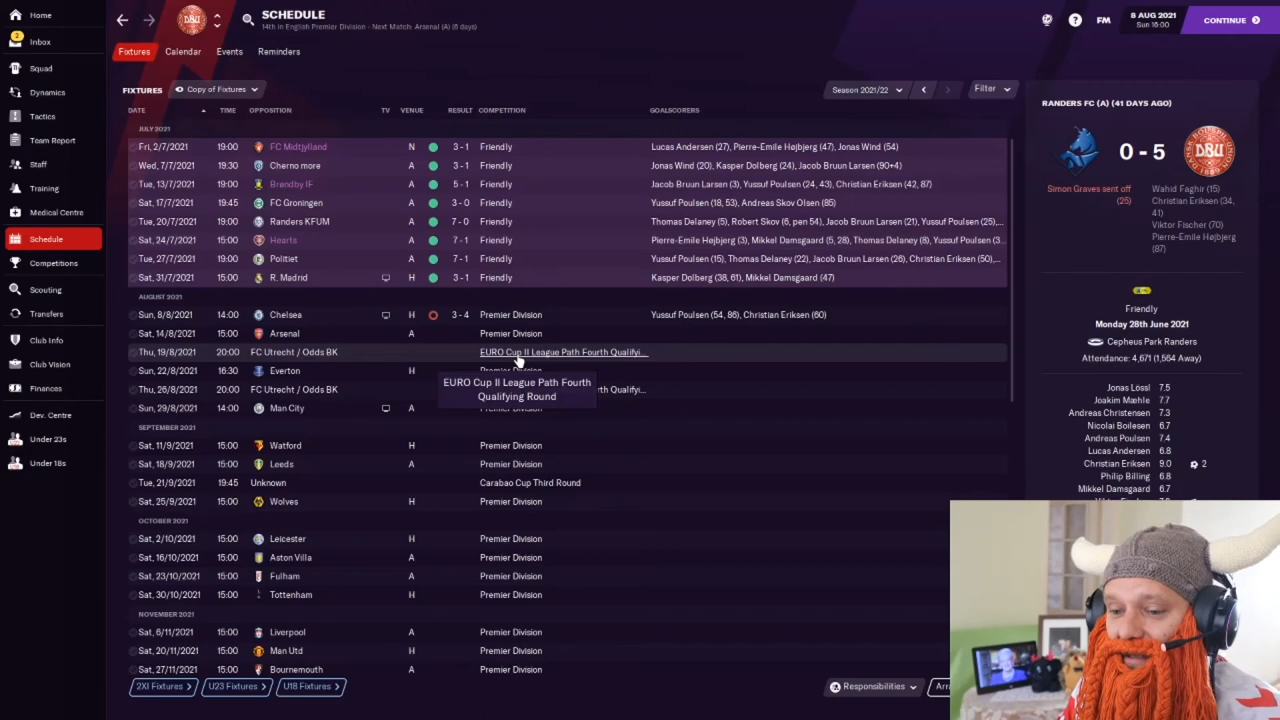 Home
2
Inbox
Squad
Dynamics
Tactics
Team Report
Staff
Training
Medical Centre
Schedule
Competitions
Scouting
Transfers
Club Info
Club Vision
Finances
Dev. Centre
Under 23s
Under 18s
DBU
SCHEDULE
14th in English Premier Division - Next Match: Arsenal (A) (6 days)
FM
8 AUG 2021
Sun 16:00
CONTINUE
Fixtures Calendar Events Reminders
FIXTURES Copy of Fixtures Season 2021/22 Filter
DATE TIME OPPOSITION TV VENUE RESULT COMPETITION GOALSCORERS
JULY 2021
Fri, 2/7/2021 19:00 FC Midtjylland N 3 - 1 Friendly Lucas Andersen (27), Pierre-Emile Højbjerg (47), Jonas Wind (54)
Wed, 7/7/2021 19:30 Cherno more A 3 - 1 Friendly Jonas Wind (20), Kasper Dolberg (24), Jacob Bruun Larsen (90+4)
Tue, 13/7/2021 19:00 Brøndby IF A 5 - 1 Friendly Jacob Bruun Larsen (3), Yussuf Poulsen (24, 43), Christian Eriksen (42, 87)
Sat, 17/7/2021 19:45 FC Groningen A 3 - 0 Friendly Yussuf Poulsen (18, 53), Andreas Skov Olsen (85)
Tue, 20/7/2021 19:00 Randers KFUM A 7 - 0 Friendly Thomas Delaney (5), Robert Skov (6, pen 54), Jacob Bruun Larsen (21), Yussuf Poulsen (25),...
Sat, 24/7/2021 15:00 Hearts A 7 - 1 Friendly Pierre-Emile Højbjerg (3), Mikkel Damsgaard (5, 28), Thomas Delaney (8), Yussuf Poulsen (3...
Tue, 27/7/2021 19:00 Politiet A 7 - 1 Friendly Yussuf Poulsen (15), Thomas Delaney (22), Jacob Bruun Larsen (26), Christian Eriksen (50),...
Sat, 31/7/2021 15:00 R. Madrid H 3 - 1 Friendly Kasper Dolberg (38, 61), Mikkel Damsgaard (47)
AUGUST 2021
Sun, 8/8/2021 14:00 Chelsea H 3 - 4 Premier Division Yussuf Poulsen (54, 86), Christian Eriksen (60)
Sat, 14/8/2021 15:00 Arsenal A Premier Division
Thu, 19/8/2021 20:00 FC Utrecht / Odds BK EURO Cup II League Path Fourth Qualifyi...
Sun, 22/8/2021 16:30 Everton H Premier Division
Thu, 26/8/2021 20:00 FC Utrecht / Odds BK rth Qualifyi...
Sun, 29/8/2021 14:00 Man City A Premier Division
EURO Cup II League Path Fourth
Qualifying Round
SEPTEMBER 2021
Sat, 11/9/2021 15:00 Watford H Premier Division
Sat, 18/9/2021 15:00 Leeds A Premier Division
Tue, 21/9/2021 19:45 Unknown Carabao Cup Third Round
Sat, 25/9/2021 15:00 Wolves H Premier Division
OCTOBER 2021
Sat, 2/10/2021 15:00 Leicester H Premier Division
Sat, 16/10/2021 15:00 Aston Villa A Premier Division
Sat, 23/10/2021 15:00 Fulham A Premier Division
Sat, 30/10/2021 15:00 Tottenham H Premier Division
NOVEMBER 2021
Sat, 6/11/2021 15:00 Liverpool A Premier Division
Sat, 20/11/2021 15:00 Man Utd H Premier Division
Sat, 27/11/2021 15:00 Bournemouth A Premier Division
2XI Fixtures U23 Fixtures U18 Fixtures Responsibilities Arra
RANDERS FC (A) (41 DAYS AGO)
0 - 5
DBU
Simon Graves sent off
(25)
Wahid Faghir (15)
Christian Eriksen (34,
41)
Viktor Fischer (70)
Pierre-Emile Højbjerg
(87)
Friendly
Monday 28th June 2021
Cepheus Park Randers
Attendance: 4,671 (1,564 Away)
Jonas Lössl 7.5
Joakim Mæhle 7.7
Andreas Christensen 7.3
Nicolai Boilesen 6.7
Andreas Poulsen 7.4
Lucas Andersen 6.8
Christian Eriksen 9.0 2
Philip Billing 6.8
Mikkel Damsgaard 6.7